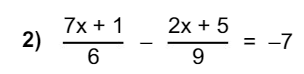 2) (7x + 1)/6 – (2x + 5)/9 = –7